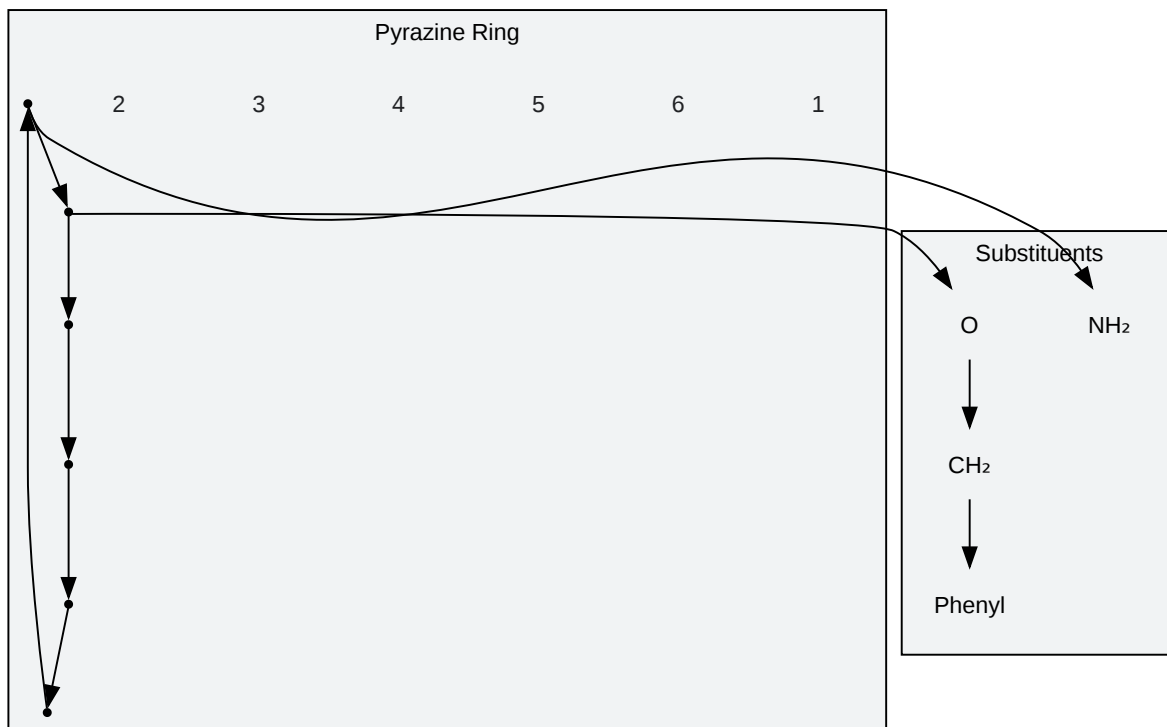 Pyrazine Ring
2 3 4 5 6 1
Substituents
O NH₂
CH₂
Phenyl